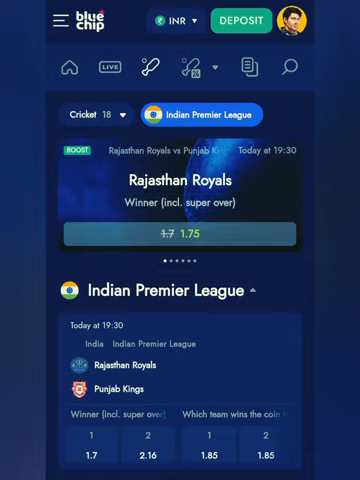 blue
chip
INR
DEPOSIT
LIVE
Cricket 18
Indian Premier League
BOOST Rajasthan Royals vs Punjab Today at 19:30
Rajasthan Royals
Winner (incl. super over)
1.7 1.75
Indian Premier League
Today at 19:30
India Indian Premier League
Rajasthan Royals
Punjab Kings
Winner (incl. super over) Which team wins the coin
1 2 1 2
1.7 2.16 1.85 1.85